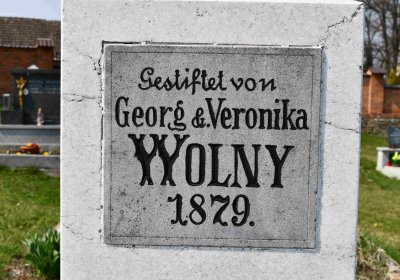 Gestiftet von
Georg & Veronika
WOLNY
1879.